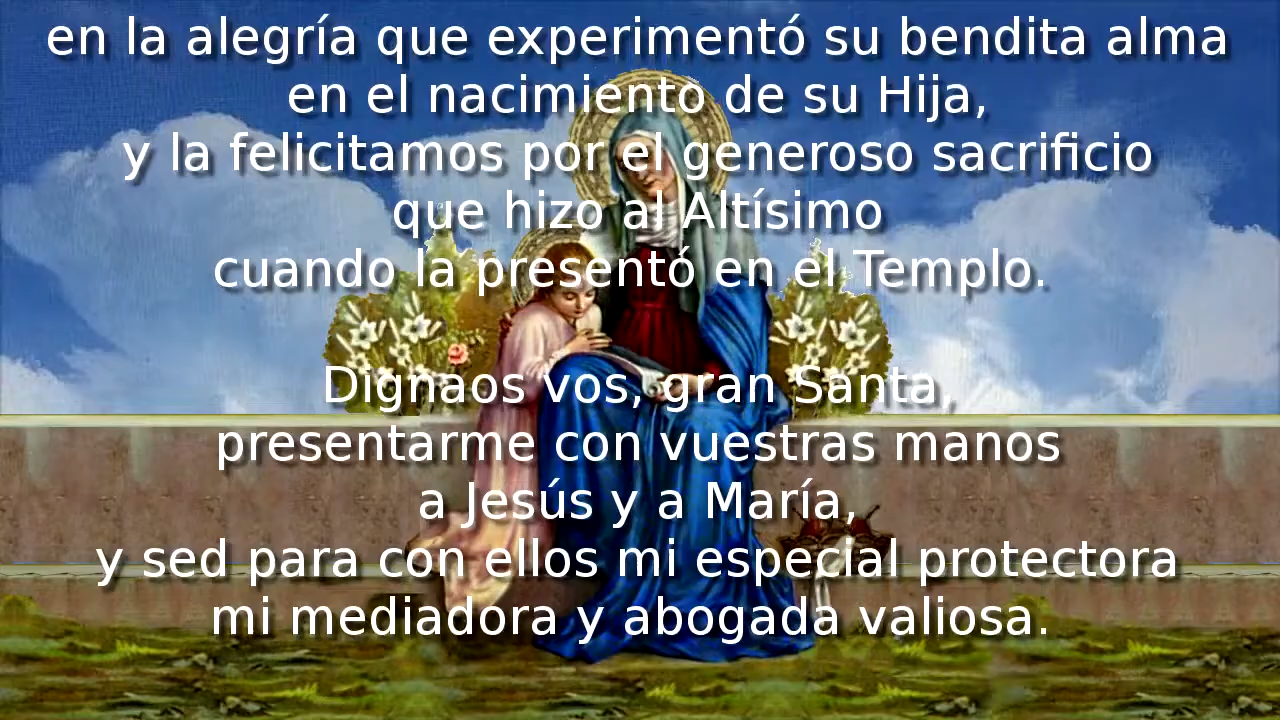 en la alegría que experimentó su bendita alma
en el nacimiento de su Hija,
y la felicitamos por el generoso sacrificio
que hizo al Altísimo
cuando la presentó en el Templo.
Dignaos vos, gran Santa,
presentarme con vuestras manos
a Jesús y a María,
y sed para con ellos mi especial protectora
mi mediadora y abogada valiosa.